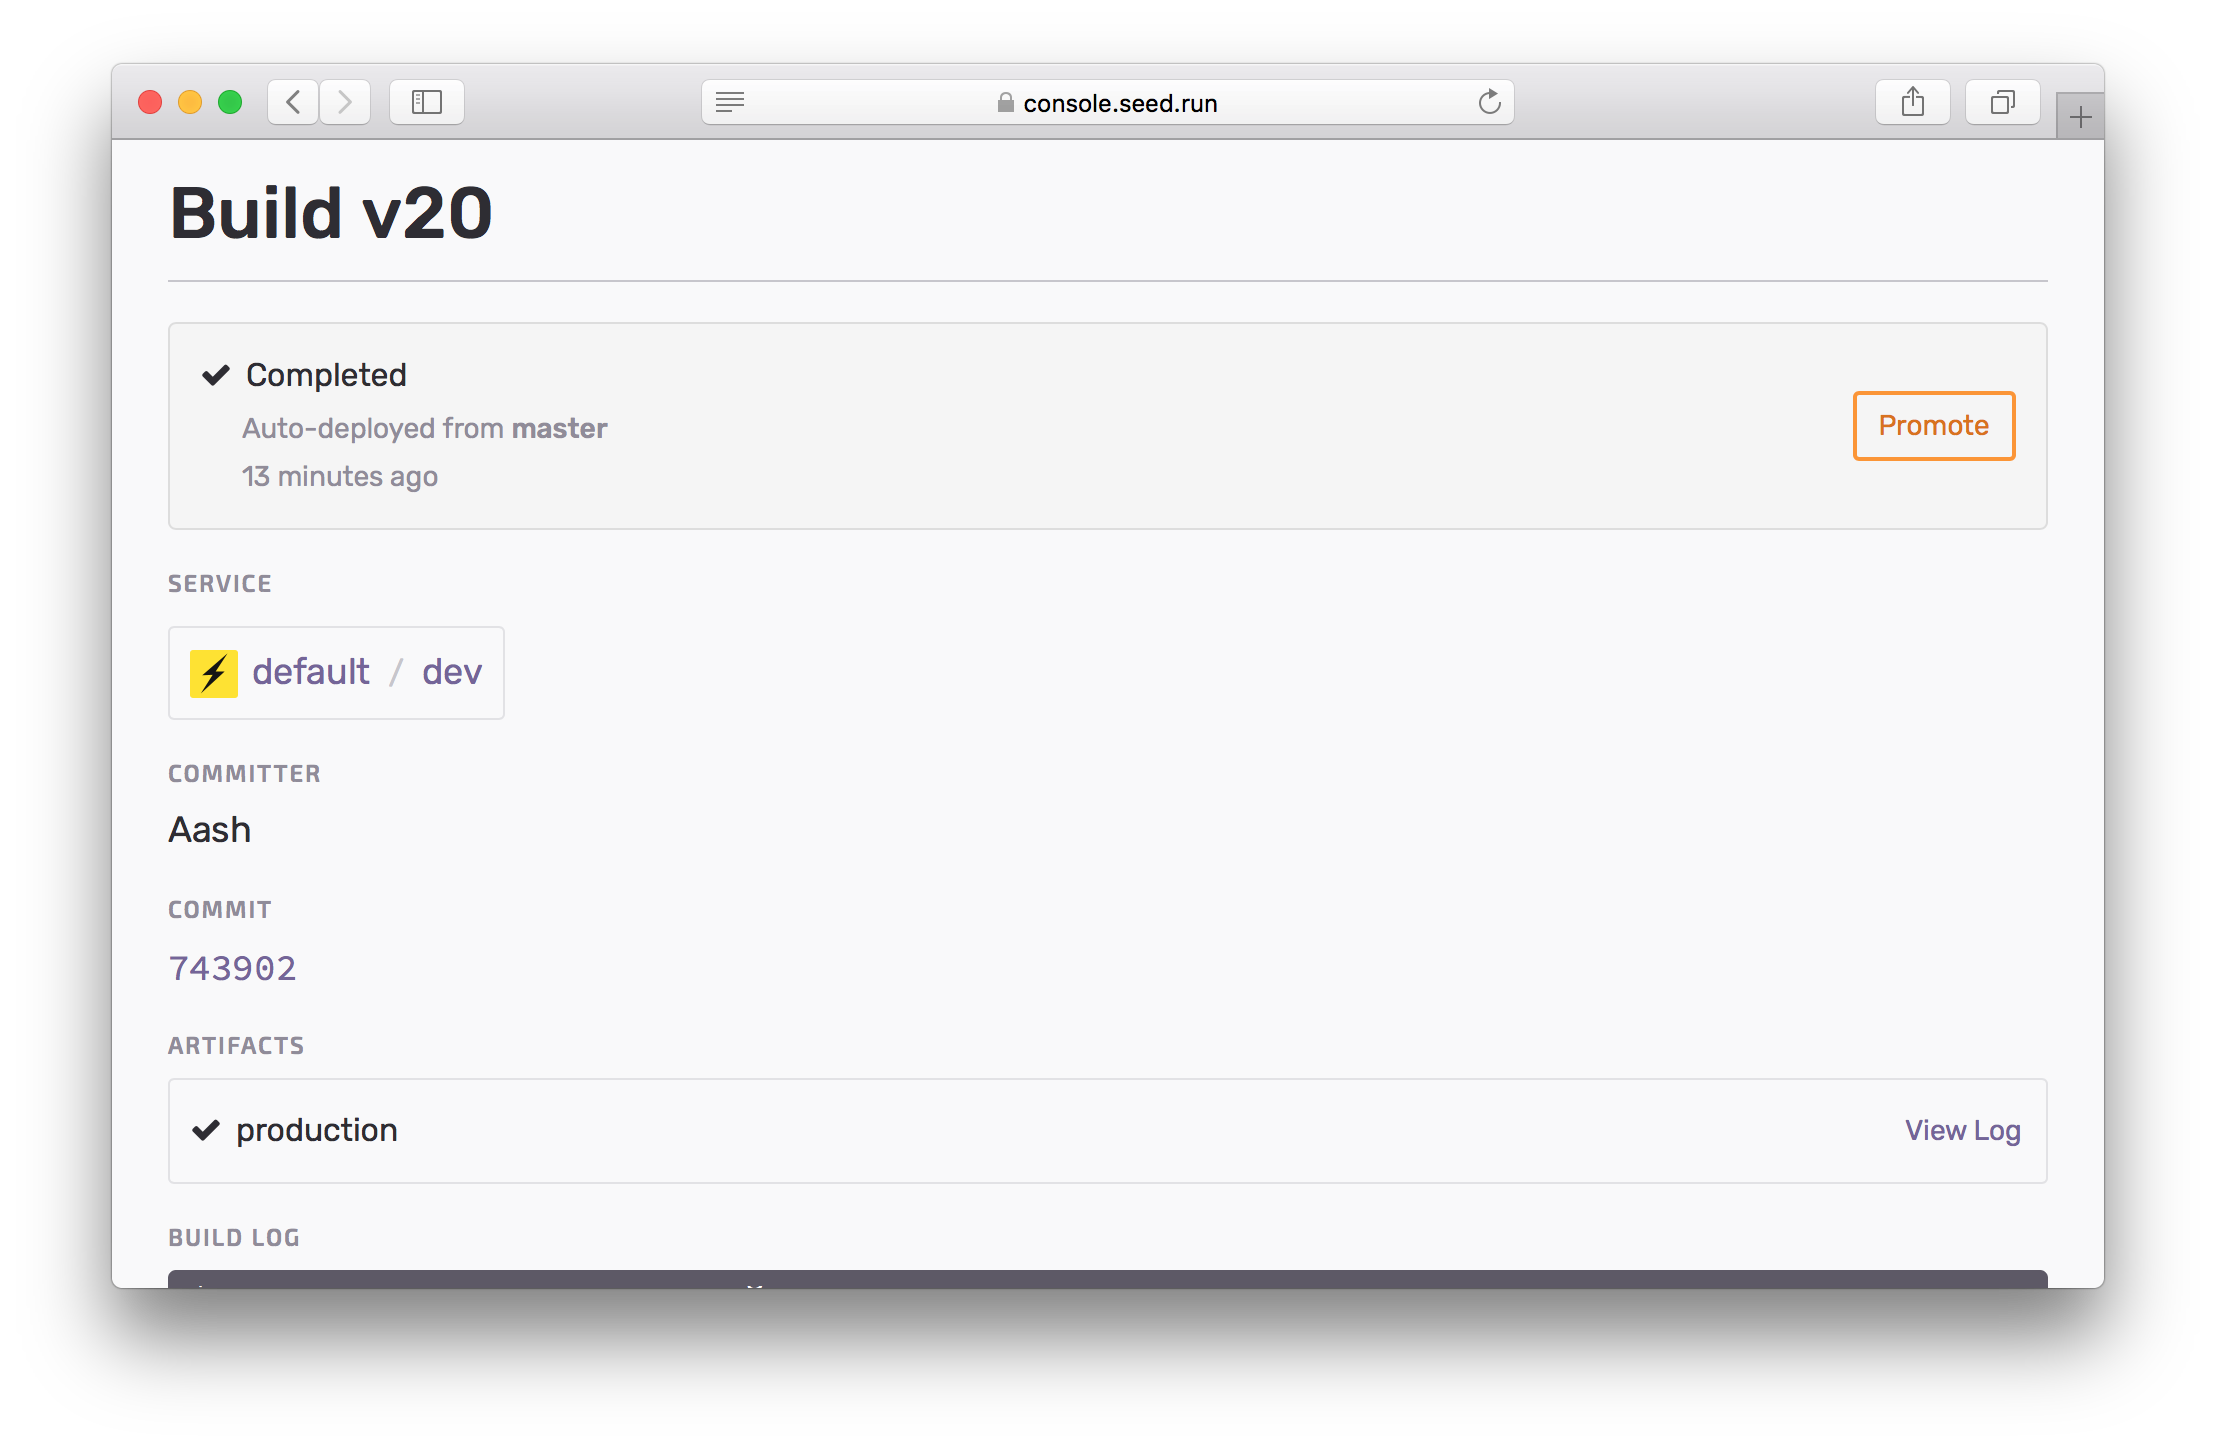 console.seed.run
Build v20
Completed
Promote
Auto-deployed from master
13 minutes ago
SERVICE
default / dev
COMMITTER
Aash
COMMIT
743902
ARTIFACTS
production
View Log
BUILD LOG